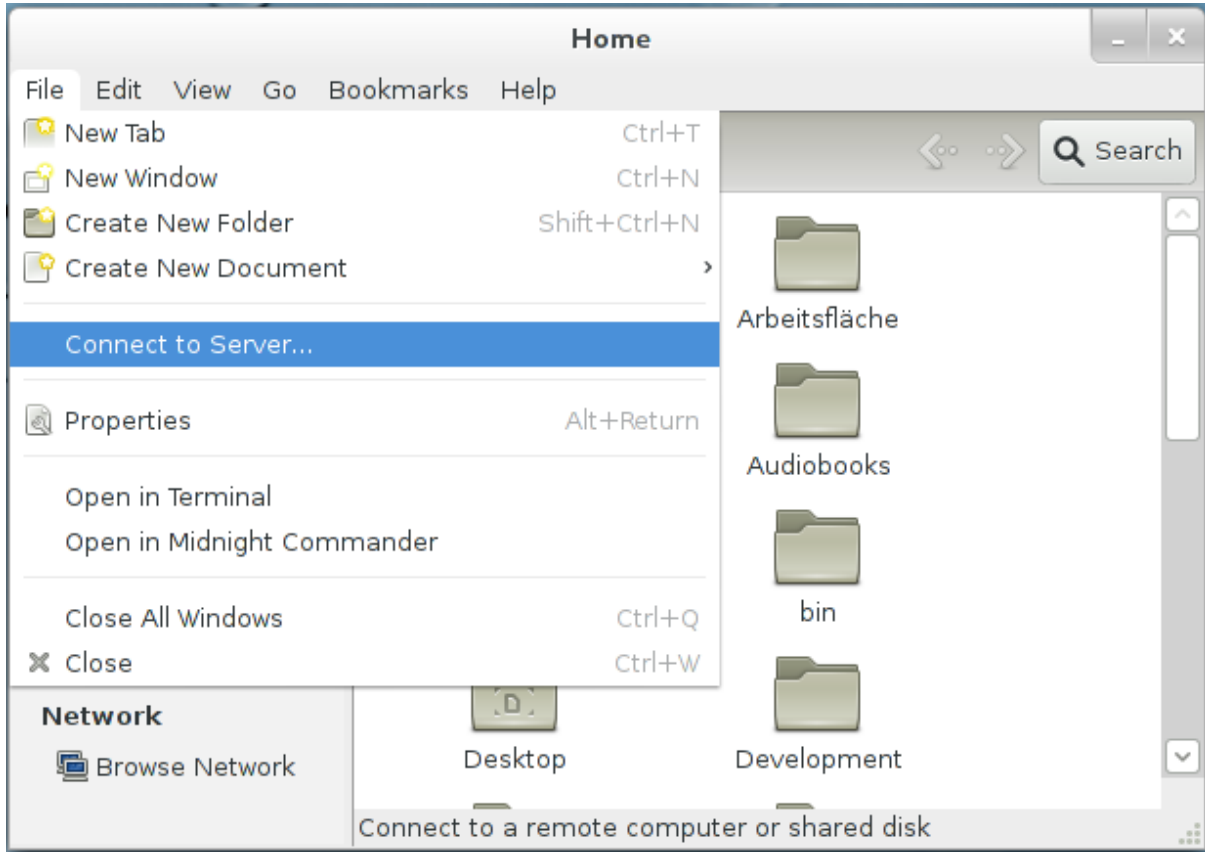 Home
File Edit View Go Bookmarks Help
New Tab Ctrl+T
New Window Ctrl+N
Create New Folder Shift+Ctrl+N
Create New Document
Connect to Server...
Properties Alt+Return
Open in Terminal
Open in Midnight Commander
Close All Windows Ctrl+Q
Close Ctrl+W
Search
Arbeitsfläche
Audiobooks
bin
Network
Browse Network
D
Desktop
Development
Connect to a remote computer or shared disk